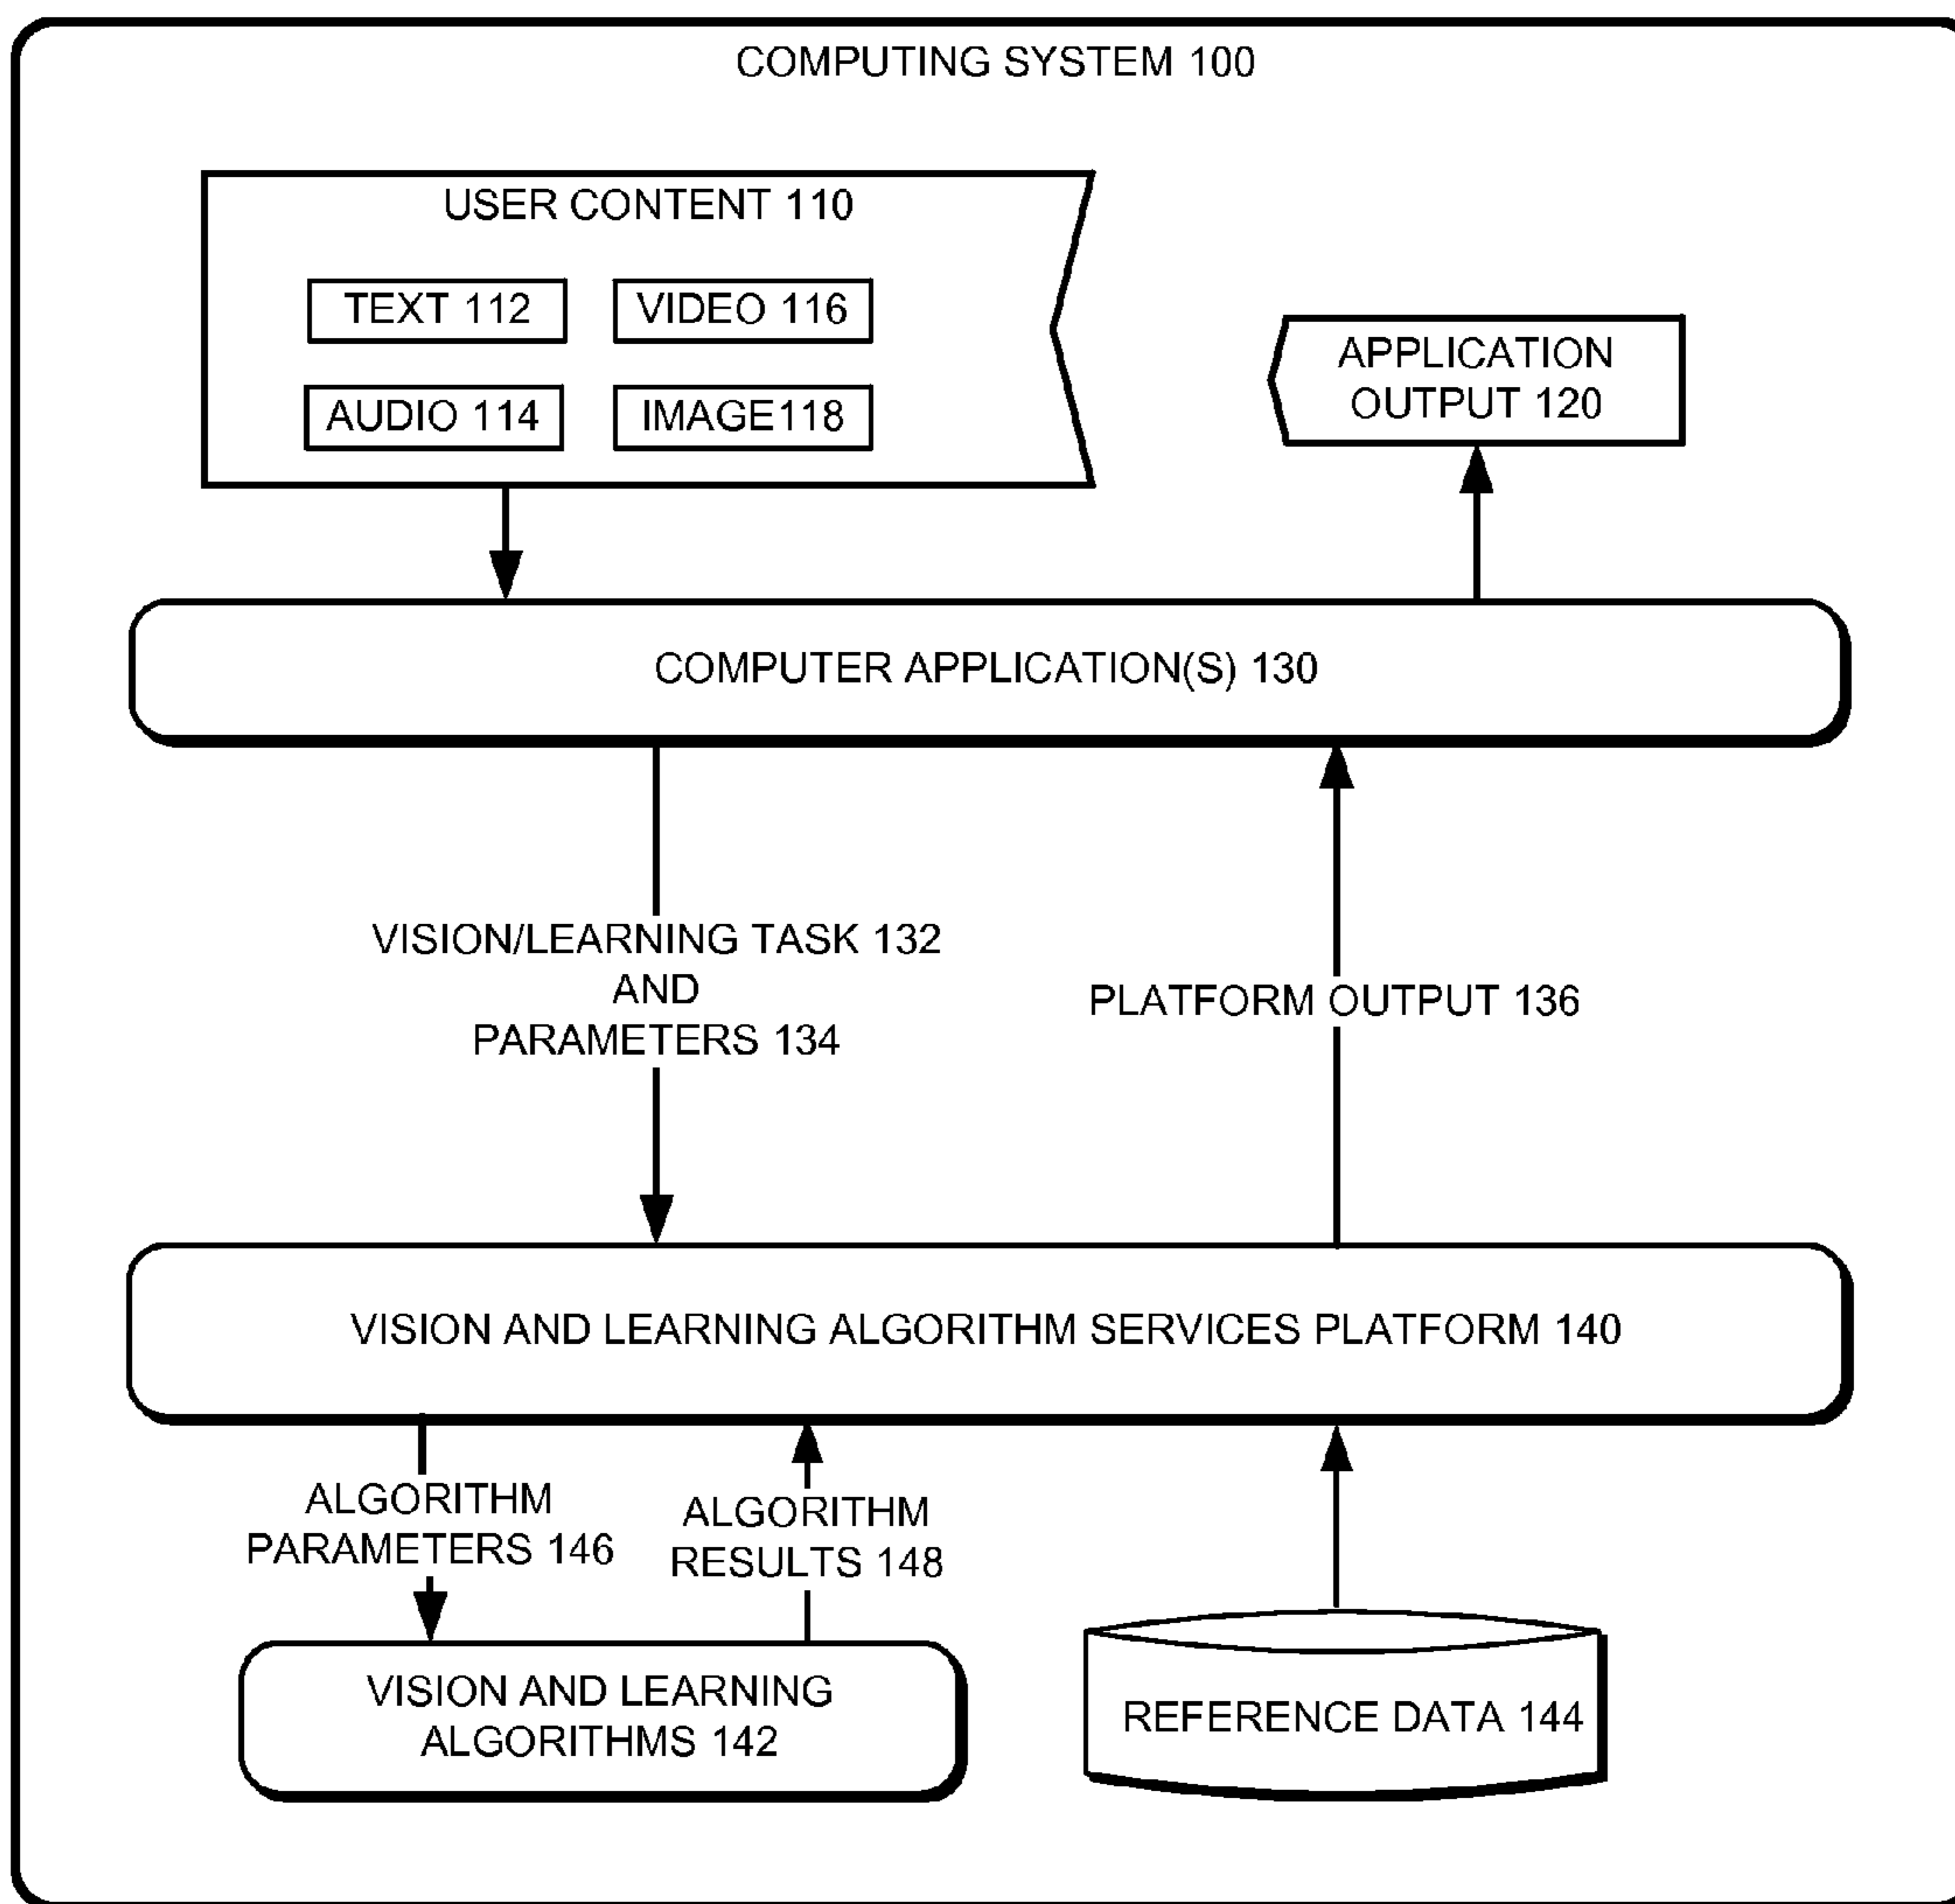 COMPUTING SYSTEM 100
USER CONTENT 110
TEXT 112
VIDEO 116
AUDIO 114
IMAGE118
APPLICATION
OUTPUT 120
COMPUTER APPLICATION(S) 130
VISION/LEARNING TASK 132
AND
PARAMETERS 134
PLATFORM OUTPUT 136
VISION AND LEARNING ALGORITHM SERVICES PLATFORM 140
ALGORITHM
PARAMETERS 146
ALGORITHM
RESULTS 148
VISION AND LEARNING
ALGORITHMS 142
REFERENCE DATA 144